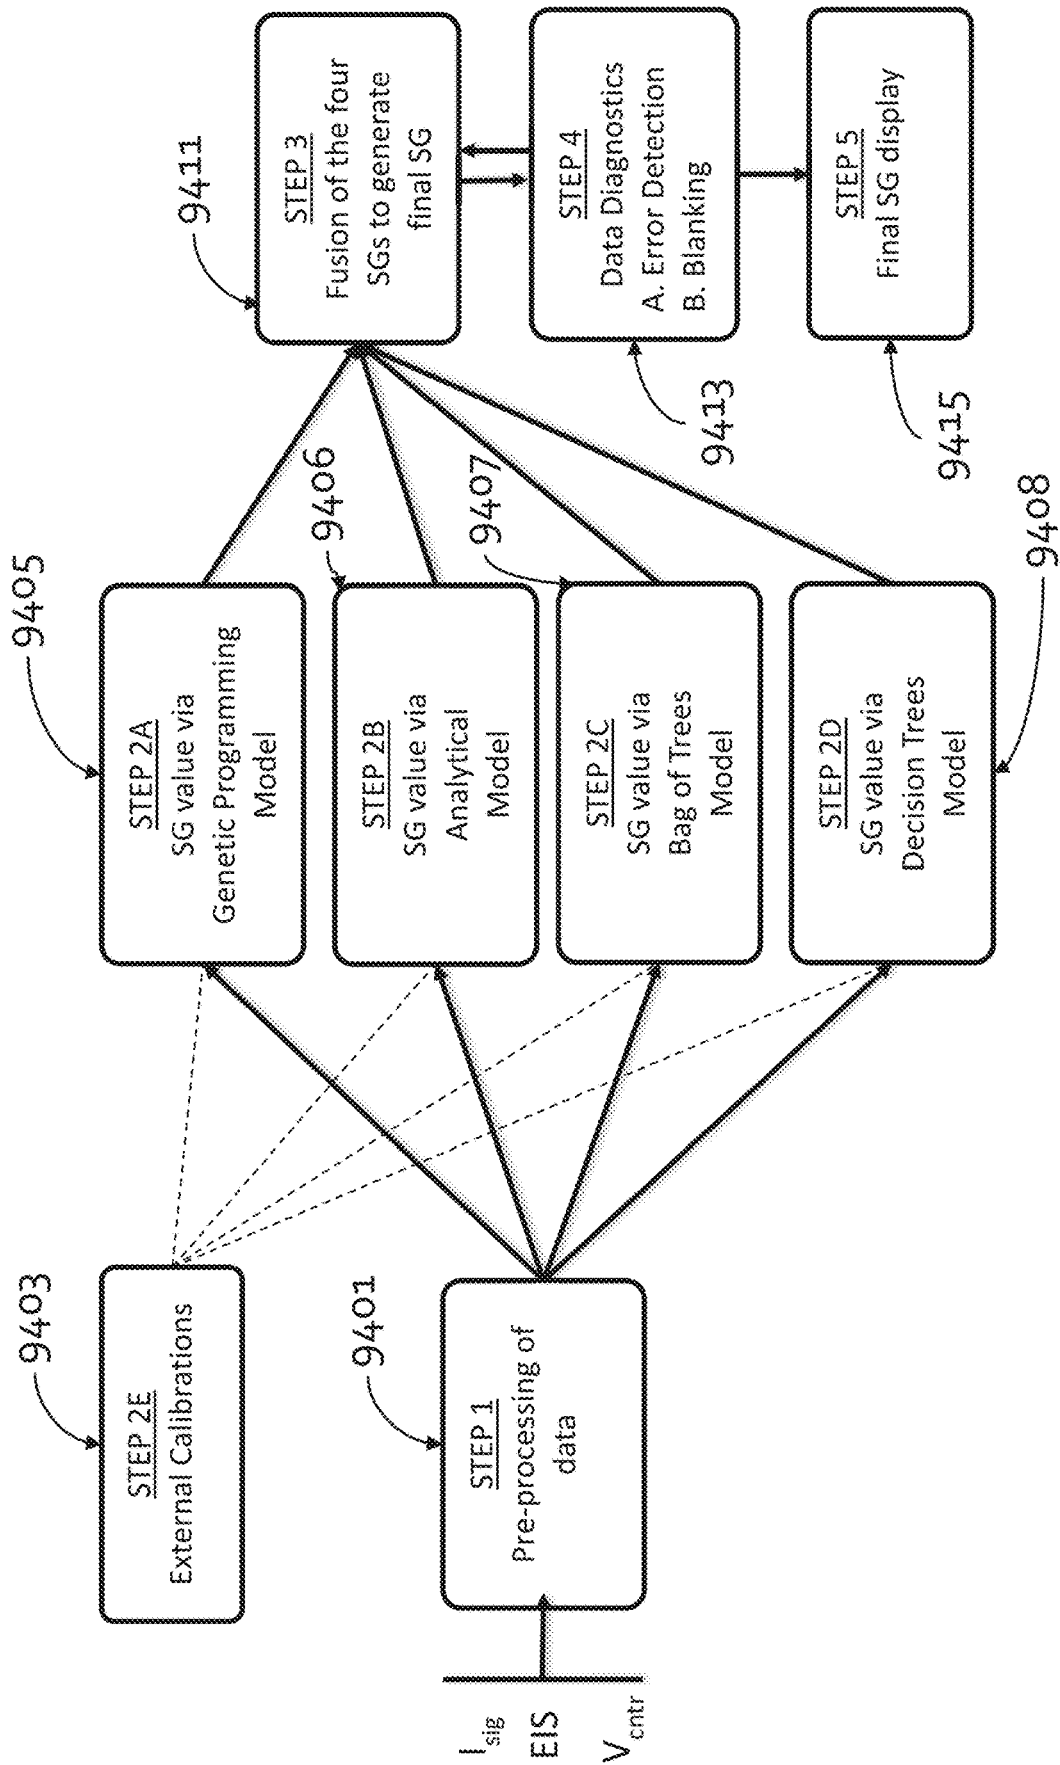 I_sig
EIS
V_cntr
9403
STEP 2E
External Calibrations
9401
STEP 1
Pre-processing of
data
9405
STEP 2A
SG value via
Genetic Programming
Model
9406
STEP 2B
SG value via
Analytical
Model
9407
STEP 2C
SG value via
Bag of Trees
Model
9408
STEP 2D
SG value via
Decision Trees
Model
9411
STEP 3
Fusion of the four
SGs to generate
final SG
9413
STEP 4
Data Diagnostics
A. Error Detection
B. Blanking
9415
STEP 5
Final SG display